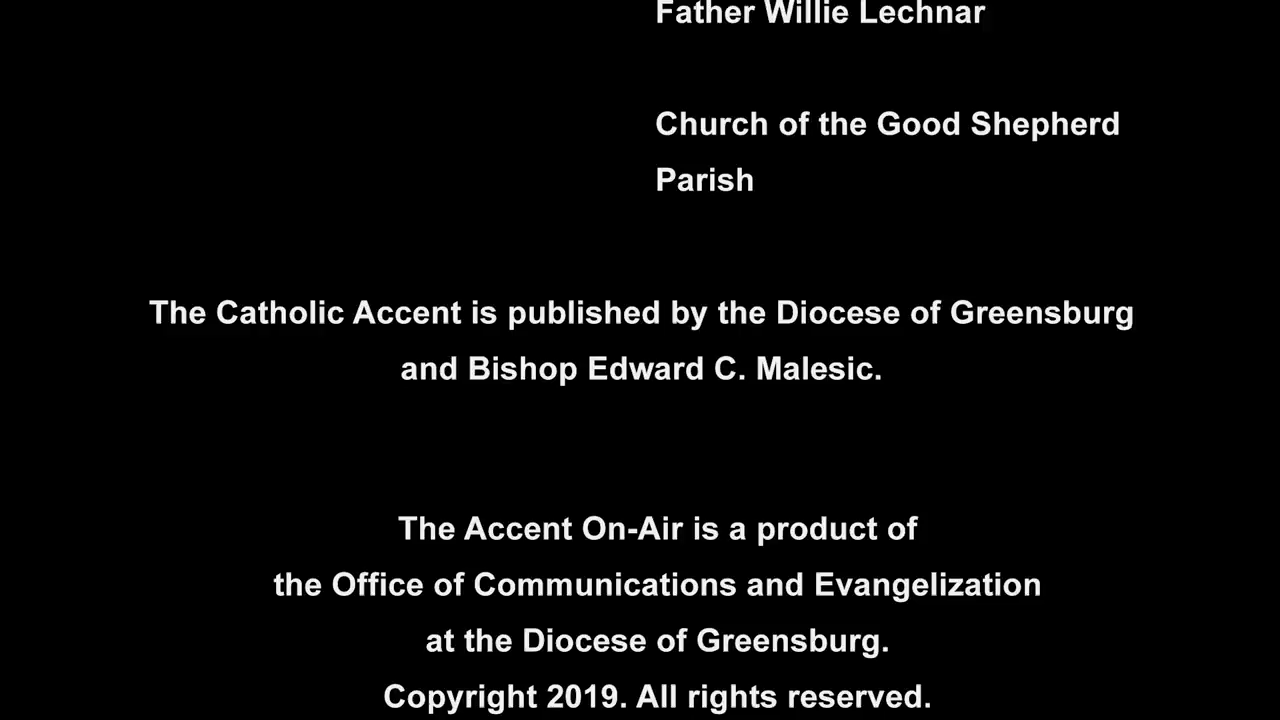 Father Willie Lechnar
Church of the Good Shepherd
Parish
The Catholic Accent is published by the Diocese of Greensburg
and Bishop Edward C. Malesic.
The Accent On-Air is a product of
the Office of Communications and Evangelization
at the Diocese of Greensburg.
Copyright 2019. All rights reserved.